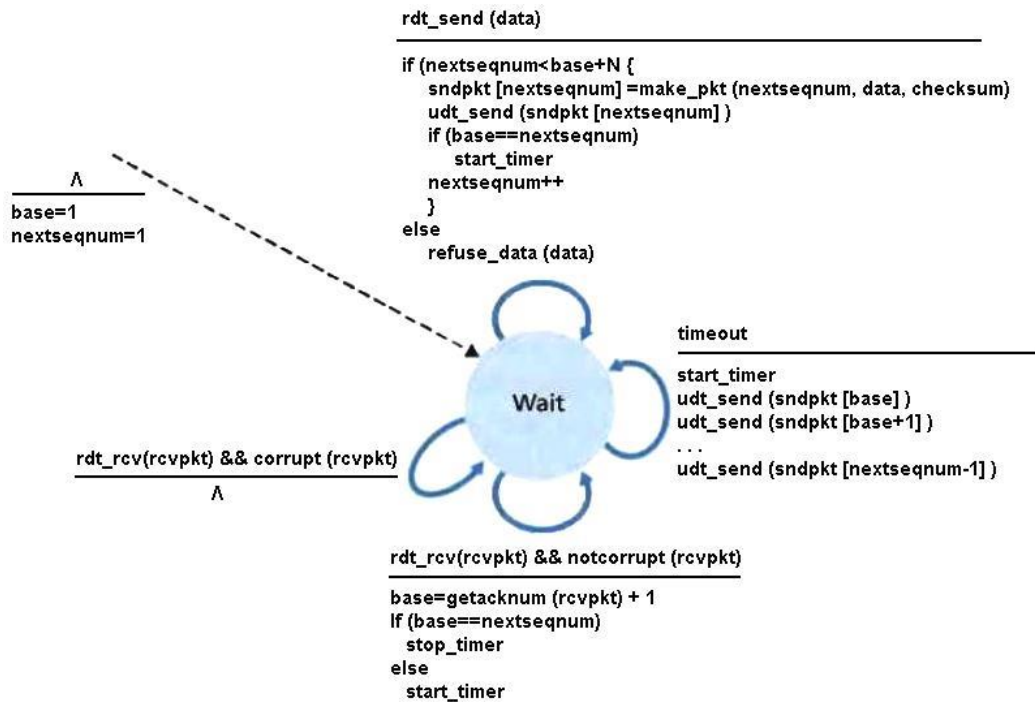 rdt_send (data)
if (nextseqnum<base+N {
sndpkt [nextseqnum] =make_pkt (nextseqnum, data, checksum)
udt_send (sndpkt [nextseqnum] )
if (base==nextseqnum)
start_timer
nextseqnum++
}
else
refuse_data (data)
Λ
base=1
nextseqnum=1
timeout
start_timer
udt_send (sndpkt [base] )
udt_send (sndpkt [base+1] )
. . .
udt_send (sndpkt [nextseqnum-1] )
Wait
rdt_rcv(rcvpkt) && corrupt (rcvpkt)
Λ
rdt_rcv(rcvpkt) && notcorrupt (rcvpkt)
base=getacknum (rcvpkt) + 1
If (base==nextseqnum)
stop_timer
else
start_timer